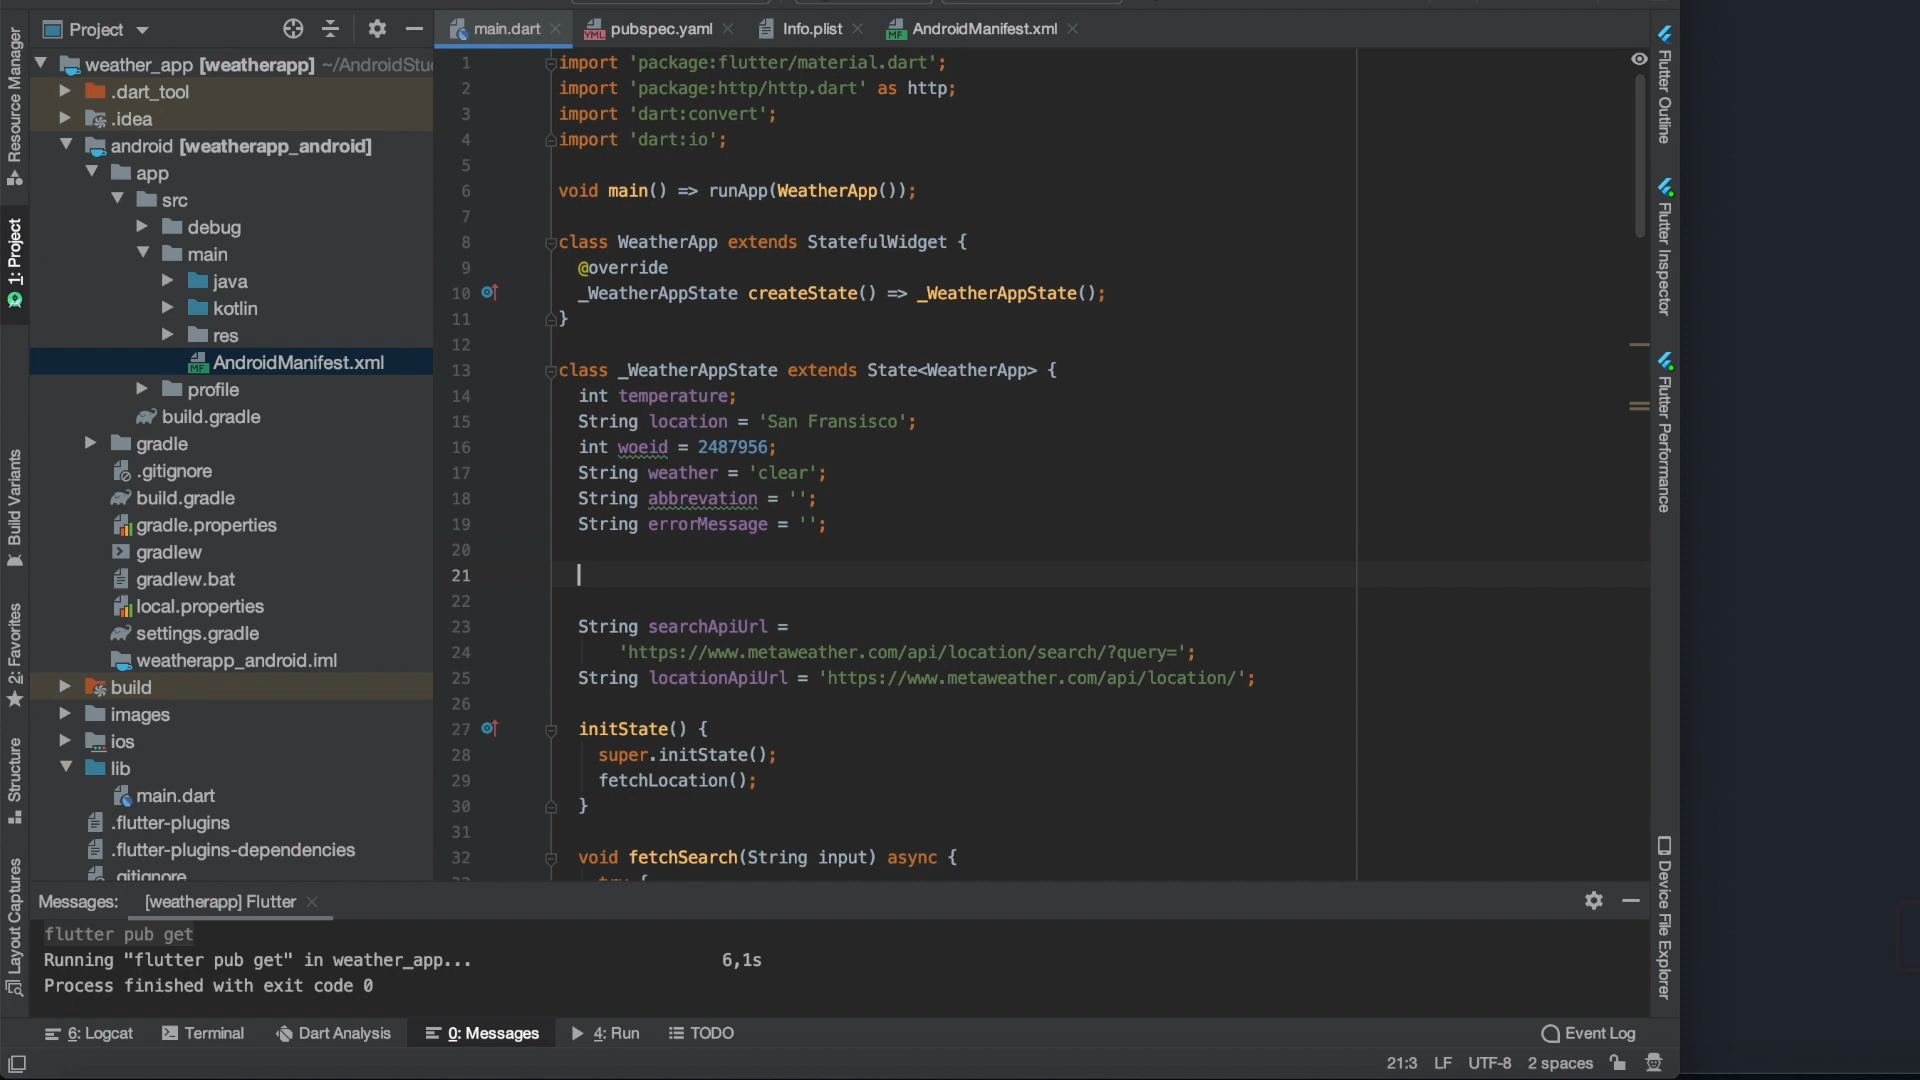 Project
main.dart
pubspec.yaml
Info.plist
AndroidManifest.xml
Resource Manager
1: Project
Build Variants
2: Favorites
Structure
Layout Captures
weather_app [weatherapp] ~/AndroidStu
.dart_tool
.idea
android [weatherapp_android]
app
src
debug
main
java
kotlin
res
AndroidManifest.xml
profile
build.gradle
gradle
.gitignore
build.gradle
gradle.properties
gradlew
gradlew.bat
local.properties
settings.gradle
weatherapp_android.iml
build
images
ios
lib
main.dart
.flutter-plugins
.flutter-plugins-dependencies
.gitignore
1 import 'package:flutter/material.dart';
2 import 'package:http/http.dart' as http;
3 import 'dart:convert';
4 import 'dart:io';
5
6 void main() => runApp(WeatherApp());
7
8 class WeatherApp extends StatefulWidget {
9 @override
10 _WeatherAppState createState() => _WeatherAppState();
11 }
12
13 class _WeatherAppState extends State<WeatherApp> {
14 int temperature;
15 String location = 'San Fransisco';
16 int woeid = 2487956;
17 String weather = 'clear';
18 String abbrevation = '';
19 String errorMessage = '';
20
21
22
23 String searchApiUrl =
24 'https://www.metaweather.com/api/location/search/?query=';
25 String locationApiUrl = 'https://www.metaweather.com/api/location/';
26
27 initState() {
28 super.initState();
29 fetchLocation();
30 }
31
32 void fetchSearch(String input) async {
Flutter Outline
Flutter Inspector
Flutter Performance
Device File Explorer
Messages: [weatherapp] Flutter
flutter pub get
Running "flutter pub get" in weather_app... 6,1s
Process finished with exit code 0
6: Logcat Terminal Dart Analysis 0: Messages 4: Run TODO Event Log
21:3 LF UTF-8 2 spaces